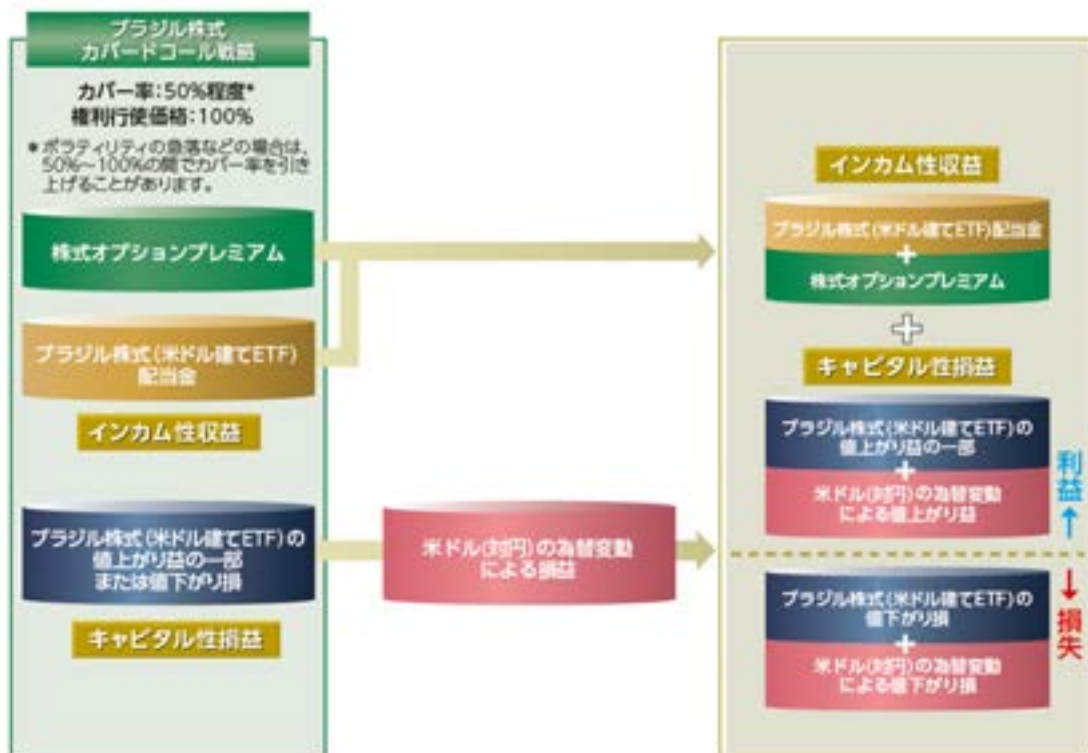 ブラジル株式
カバードコール戦略
カバー率：50%程度*
権利行使価格：100%
* ボラティリティの急落などの場合は、
50%～100%の間でカバー率を引き
上げることがあります。
株式オプションプレミアム
ブラジル株式（米ドル建てETF）
配当金
インカム性収益
ブラジル株式（米ドル建てETF）の
値上がり益の一部
または値下がり損
キャピタル性損益
米ドル（対円）の為替変動
による損益
インカム性収益
ブラジル株式（米ドル建てETF）配当金
+
株式オプションプレミアム
+
キャピタル性損益
ブラジル株式（米ドル建てETF）の
値上がり益の一部
+
米ドル（対円）の為替変動
による値上がり益
利益↑
ブラジル株式（米ドル建てETF）の
値下がり損
+
米ドル（対円）の為替変動
による値下がり損
↓損失